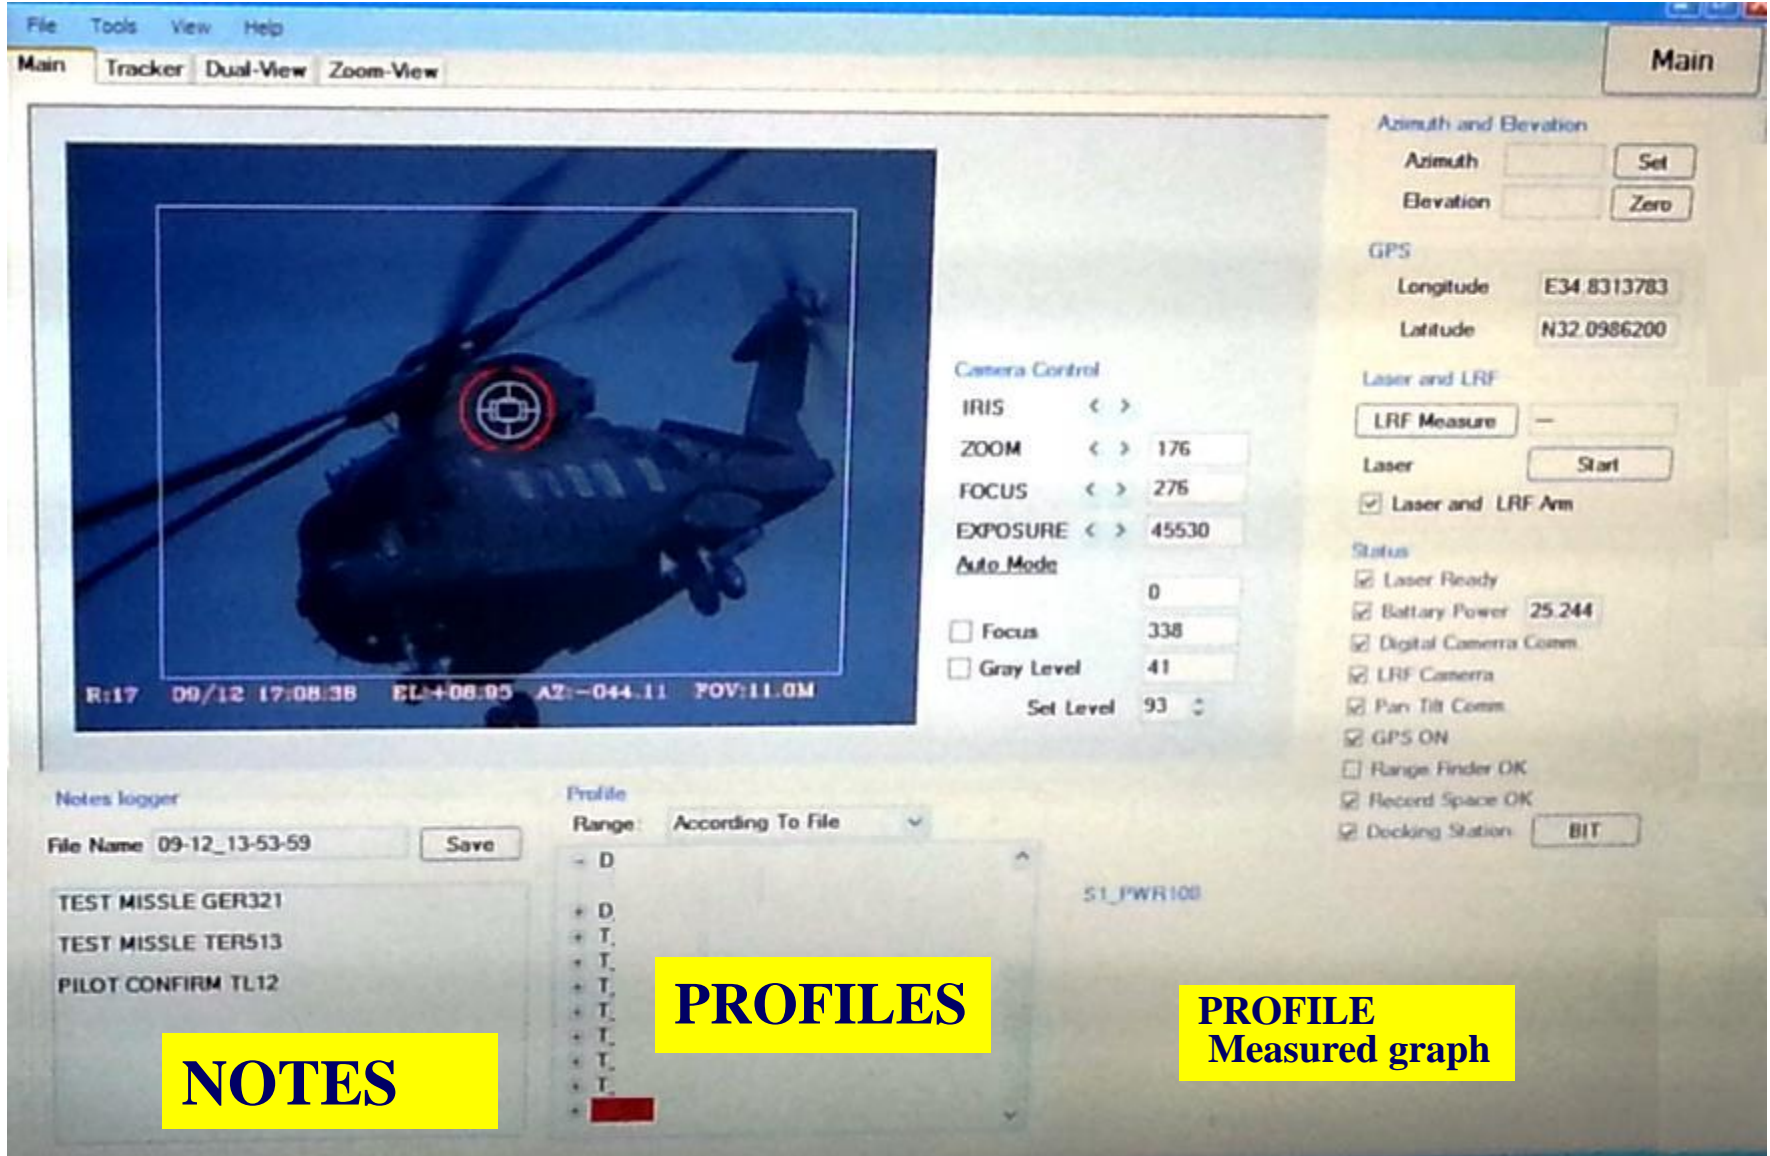 File Tools View Help
Main Tracker Dual-View Zoom-View
Main
Azimuth and Elevation
Azimuth Set
Elevation Zero
GPS
Longitude E34.8313783
Latitude N32.0986200
Laser and LRF
LRF Measure —
Laser Start
Laser and LRF Arm
Status
Laser Ready
Battary Power 25.244
Digital Camerra Comm
LRF Camerra
Pan Tilt Comm
GPS ON
Range Finder OK
Record Space OK
Docking Station BIT
Camera Control
IRIS < >
ZOOM < > 176
FOCUS < > 276
EXPOSURE < > 45530
Auto Mode
0
Focus 338
Gray Level 41
Set Level 93
R:17 09/12 17:08:38 EL:+08.95 AZ:-044.11 FOV:11.0M
Notes logger
File Name 09-12_13-53-59 Save
TEST MISSLE GER321
TEST MISSLE TER513
PILOT CONFIRM TL12
NOTES
Profile
Range: According To File
- D
+ D
+ T
+ T
+ T
+ T
+ T
+ T
+ T
+
PROFILES
S1_PWR100
PROFILE
Measured graph